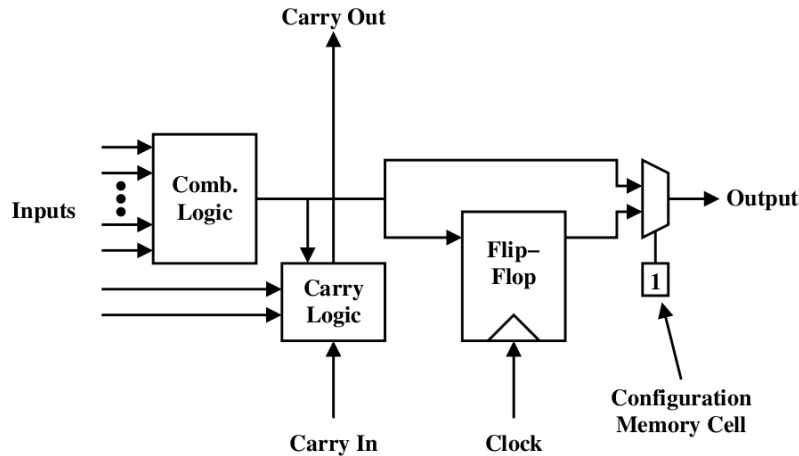 Carry Out
Comb.
Logic
Inputs
Flip–
Flop
Output
Carry
Logic
1
Configuration
Memory Cell
Carry In
Clock